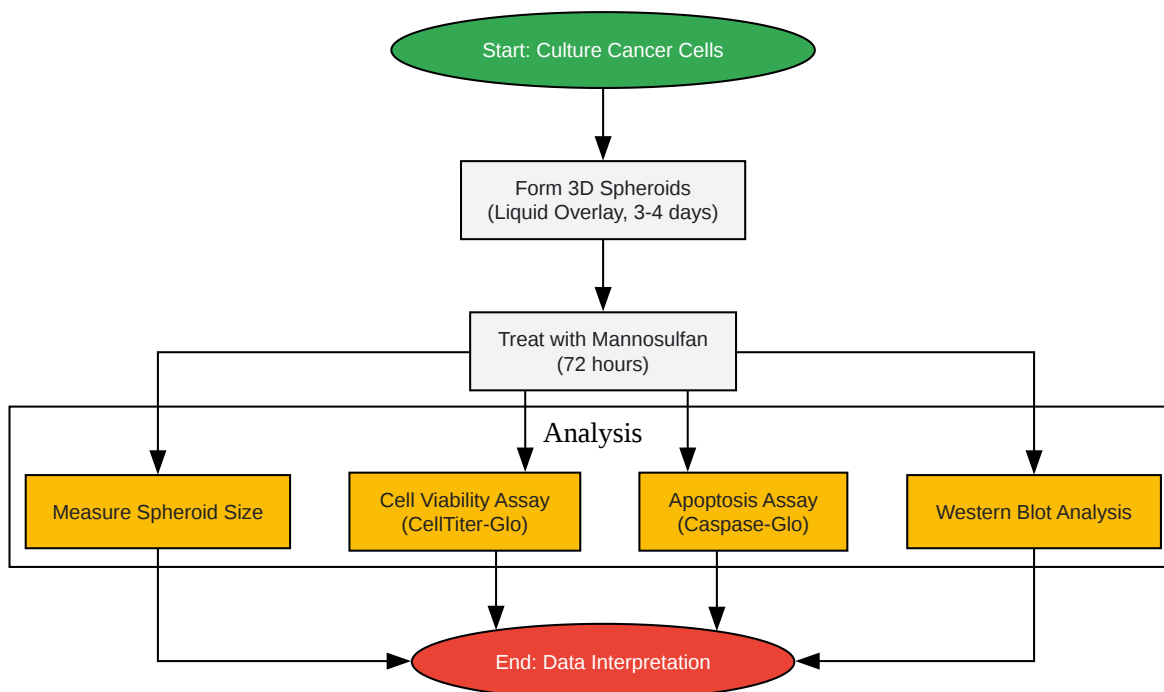 Start: Culture Cancer Cells
Form 3D Spheroids
(Liquid Overlay, 3-4 days)
Treat with Mannosulfan
(72 hours)
Analysis
Measure Spheroid Size
Cell Viability Assay
(CellTiter-Glo)
Apoptosis Assay
(Caspase-Glo)
Western Blot Analysis
End: Data Interpretation